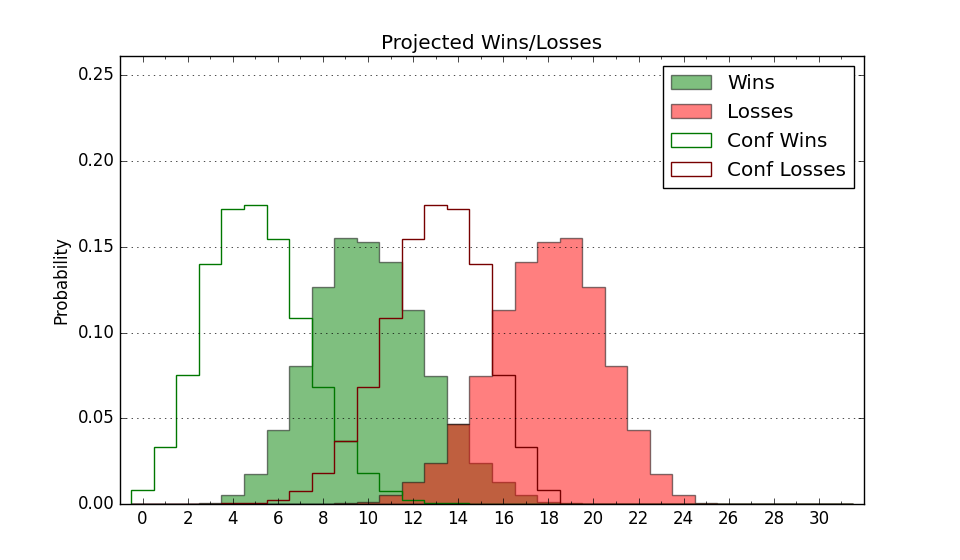 Projected Wins/Losses
0.25
0.20
0.15
0.10
0.05
0.00
Probability
Wins
Losses
Conf Wins
Conf Losses
0 2 4 6 8 10 12 14 16 18 20 22 24 26 28 30